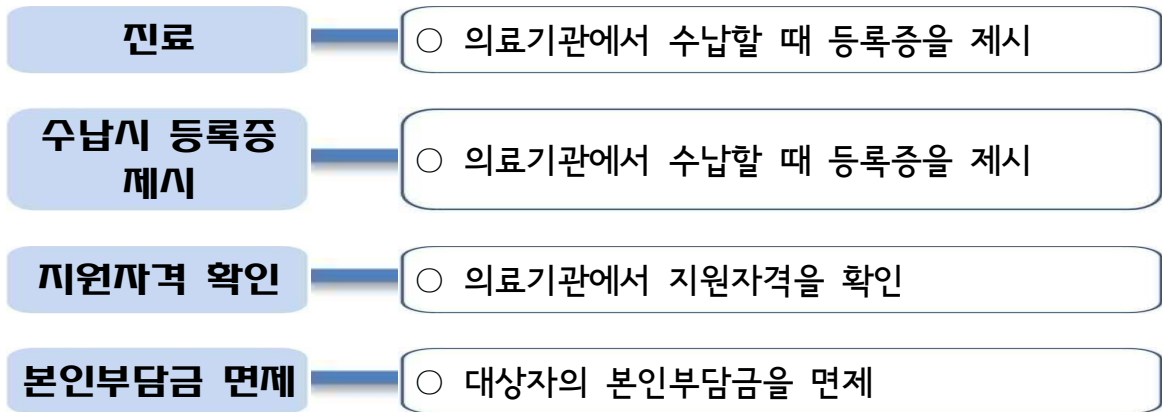 진료
○ 의료기관에서 수납할 때 등록증을 제시
수납시 등록증
제시
○ 의료기관에서 수납할 때 등록증을 제시
지원자격 확인
○ 의료기관에서 지원자격을 확인
본인부담금 면제
○ 대상자의 본인부담금을 면제